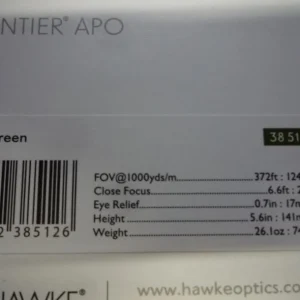 NTIER® APO
reen
38 51
FOV@1000yds/m 372ft : 124
Close Focus 6.6ft : 2
Eye Relief 0.7in : 17m
Height 5.6in : 141m
Weight 26.1oz : 74
2 385126
HAWKE®
www.hawkeoptics.com